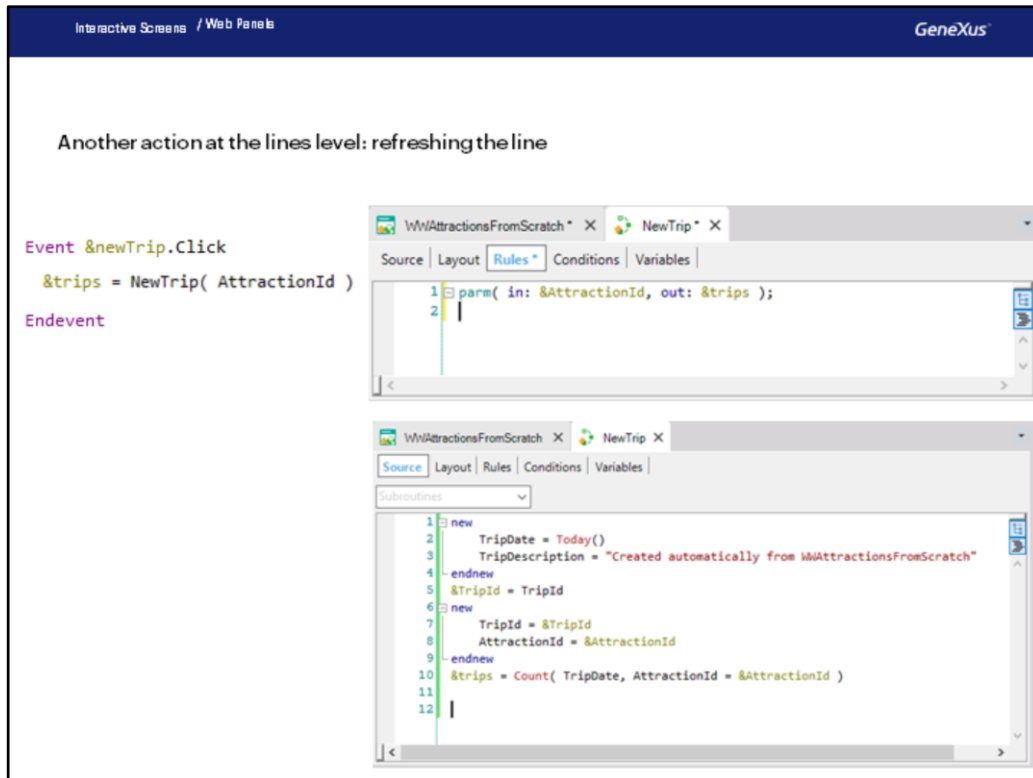 Interactive Screens / Web Panels
GeneXus
Another action at the lines level: refreshing the line
Event &newTrip.Click
&trips = NewTrip( AttractionId )
Endevent
WWAttractionsFromScratch * X NewTrip * X
Source | Layout | Rules * | Conditions | Variables |
1 parm( in: &AttractionId, out: &trips );
2
WWAttractionsFromScratch X NewTrip X
Source | Layout | Rules | Conditions | Variables |
Subroutines
1 new
2 TripDate = Today()
3 TripDescription = "Created automatically from WWAttractionsFromScratch"
4 endnew
5 &TripId = TripId
6 new
7 TripId = &TripId
8 AttractionId = &AttractionId
9 endnew
10 &trips = Count( TripDate, AttractionId = &AttractionId )
11
12